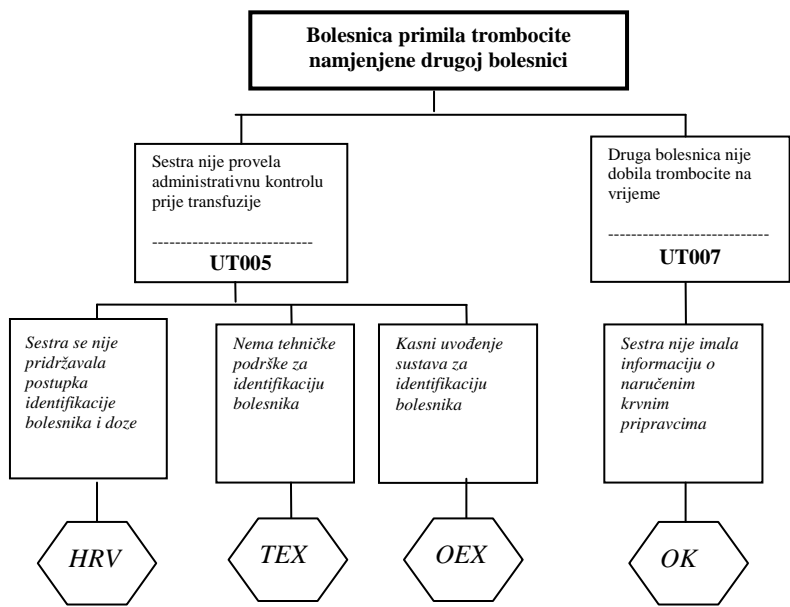 Bolesnica primila trombocite
namjenjene drugoj bolesnici
Sestra nije provela
administrativnu kontrolu
prije transfuzije
----------------------------
UT005
Druga bolesnica nije
dobila trombocite na
vrijeme
----------------------------
UT007
Sestra se nije
pridržavala
postupka
identifikacije
bolesnika i doze
Nema tehničke
podrške za
identifikaciju
bolesnika
Kasni uvođenje
sustava za
identifikaciju
bolesnika
Sestra nije imala
informaciju o
naručenim
krvnim
pripravcima
HRV
TEX
OEX
OK